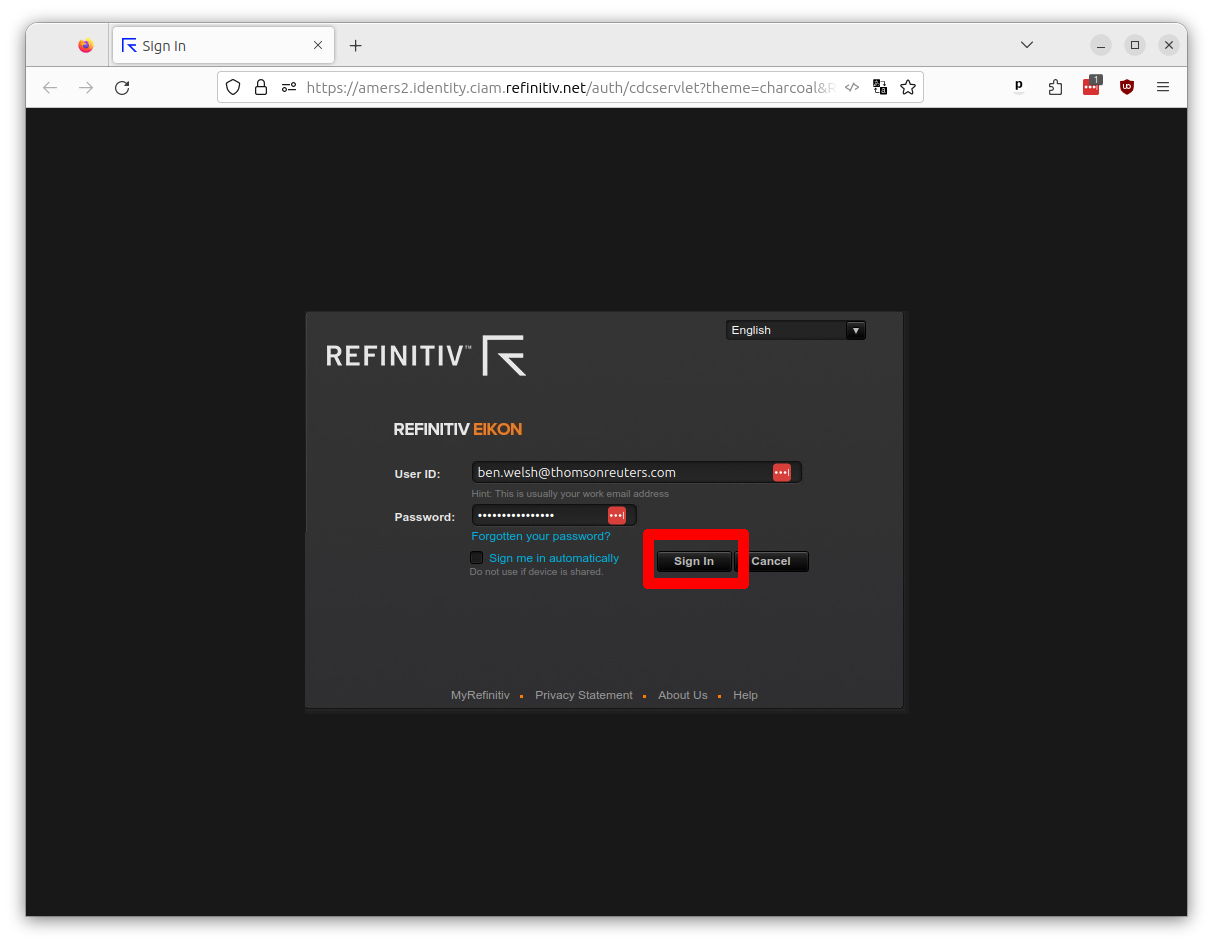 Sign In
https://amers2.identity.ciam.refinitiv.net/auth/cdcservlet?theme=charcoal&R
p
1
English
REFINITIV™
REFINITIV EIKON
User ID: ben.welsh@thomsonreuters.com
Hint: This is usually your work email address
Password: ••••••••••••••••
Forgotten your password?
Sign me in automatically
Sign In Cancel
Do not use if device is shared.
MyRefinitiv ▪ Privacy Statement ▪ About Us ▪ Help